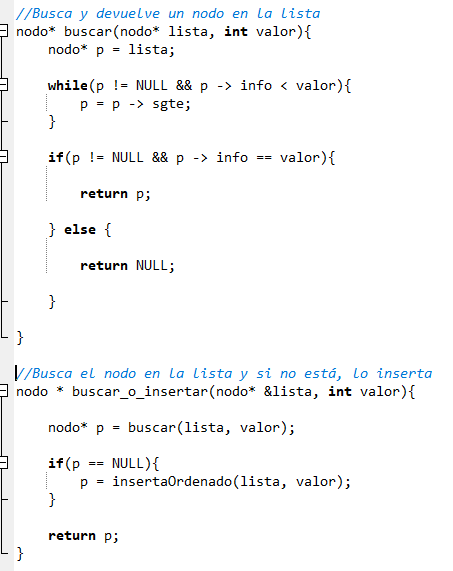 //Busca y devuelve un nodo en la lista
nodo* buscar(nodo* lista, int valor){
nodo* p = lista;
while(p != NULL && p -> info < valor){
p = p -> sgte;
}
if(p != NULL && p -> info == valor){
return p;
} else {
return NULL;
}
}
//Busca el nodo en la lista y si no está, lo inserta
nodo * buscar_o_insertar(nodo* &lista, int valor){
nodo* p = buscar(lista, valor);
if(p == NULL){
p = insertaOrdenado(lista, valor);
}
return p;
}